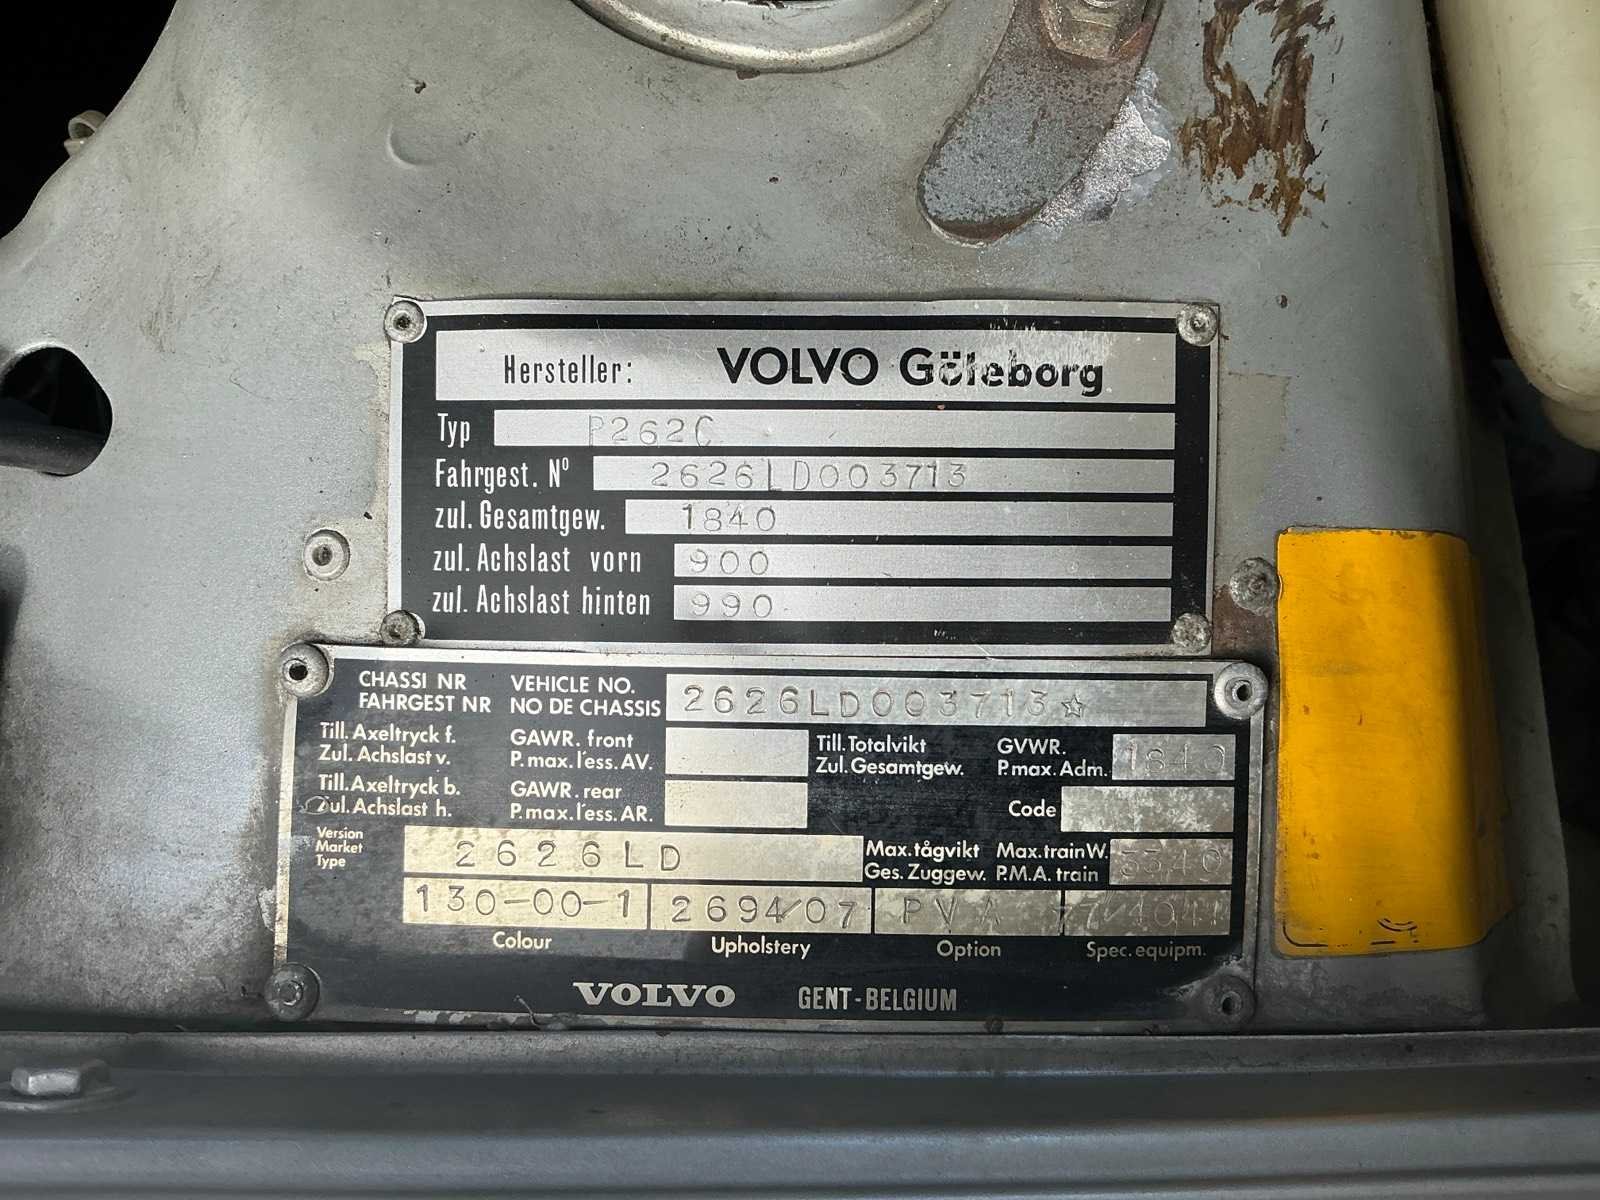 Hersteller: VOLVO Göteborg
Typ P262C
Fahrgest. Nº 2626LD003713
zul. Gesamtgew. 1840
zul. Achslast vorn 900
zul. Achslast hinten 990
CHASSI NR VEHICLE NO. 2626LD003713☆
FAHRGEST NR NO DE CHASSIS
Till. Axeltryck f. GAWR. front Till. Totalvikt GVWR. 1840
Zul. Achslast v. P.max. l'ess. AV. Zul. Gesamtgew. P.max. Adm.
Till. Axeltryck b. GAWR. rear Code
Zul. Achslast h. P.max. l'ess. AR.
Version 2626LD
Market Max. tågvikt Max. train W. 3340
Type Ges. Zuggew. P.M.A. train
130-00-1 2694/07 PVA
Colour Upholstery Option Spec. equipm.
VOLVO GENT-BELGIUM